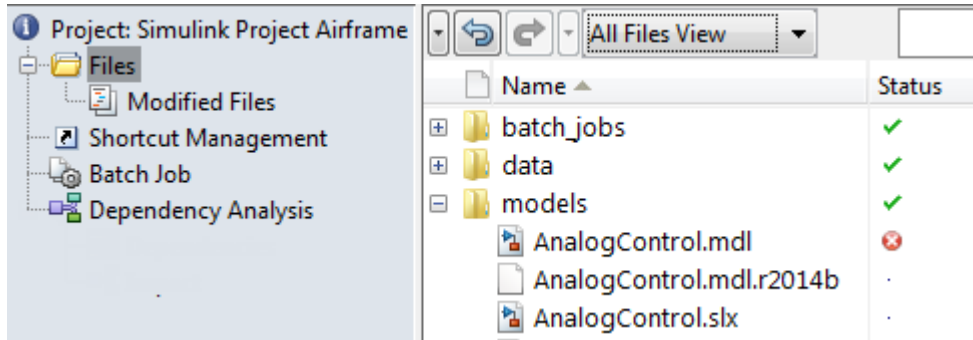 Project: Simulink Project Airframe
Files
Modified Files
Shortcut Management
Batch Job
Dependency Analysis
All Files View
Name Status
batch_jobs
data
models
AnalogControl.mdl
AnalogControl.mdl.r2014b
AnalogControl.slx